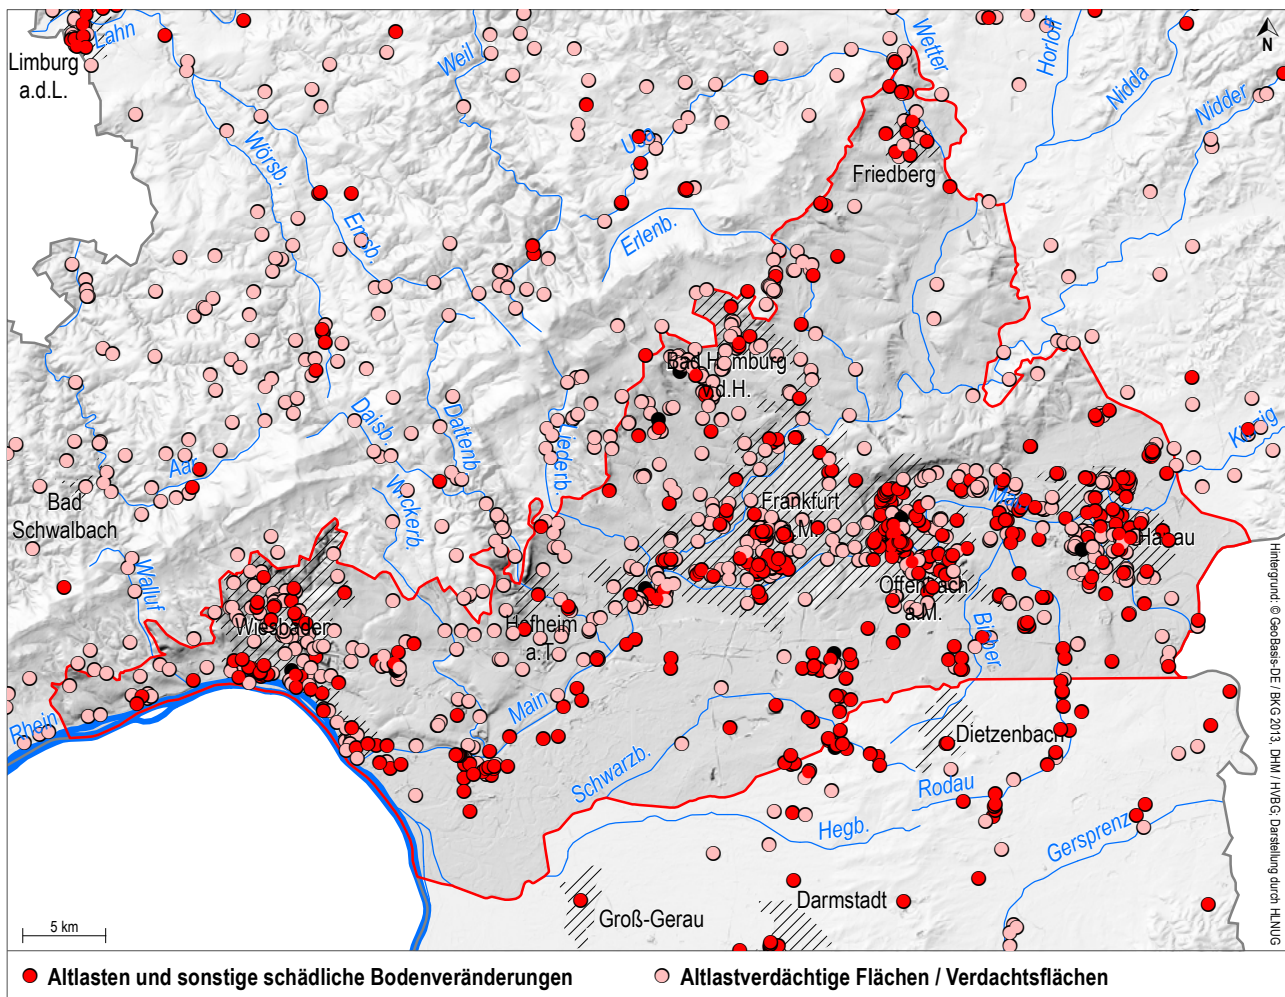 Limburg
a.d.L.
Lahn
Weil
Wetter
Horloff
Nidda
Nidder
N
Wörsb.
Emsb.
Usa
Erlenb.
Friedberg
Bad Homburg
v.d.H.
Daisb.
Dattenb.
Liederb.
Aar
Wickerb.
Bad
Schwalbach
Walluf
Frankfurt
a.M.
Main
Kinzig
Hanau
Offenbach
a.M.
Bieber
Wiesbaden
Hofheim
a.T.
Rhein
Main
Schwarzb.
Dietzenbach
Rodau
Hegb.
Gersprenz
Darmstadt
Groß-Gerau
5 km
Hintergrund: © GeoBasis-DE / BKG 2013, DHM / HVBG; Darstellung durch HLNUG
Altlasten und sonstige schädliche Bodenveränderungen
Altlastverdächtige Flächen / Verdachtsflächen